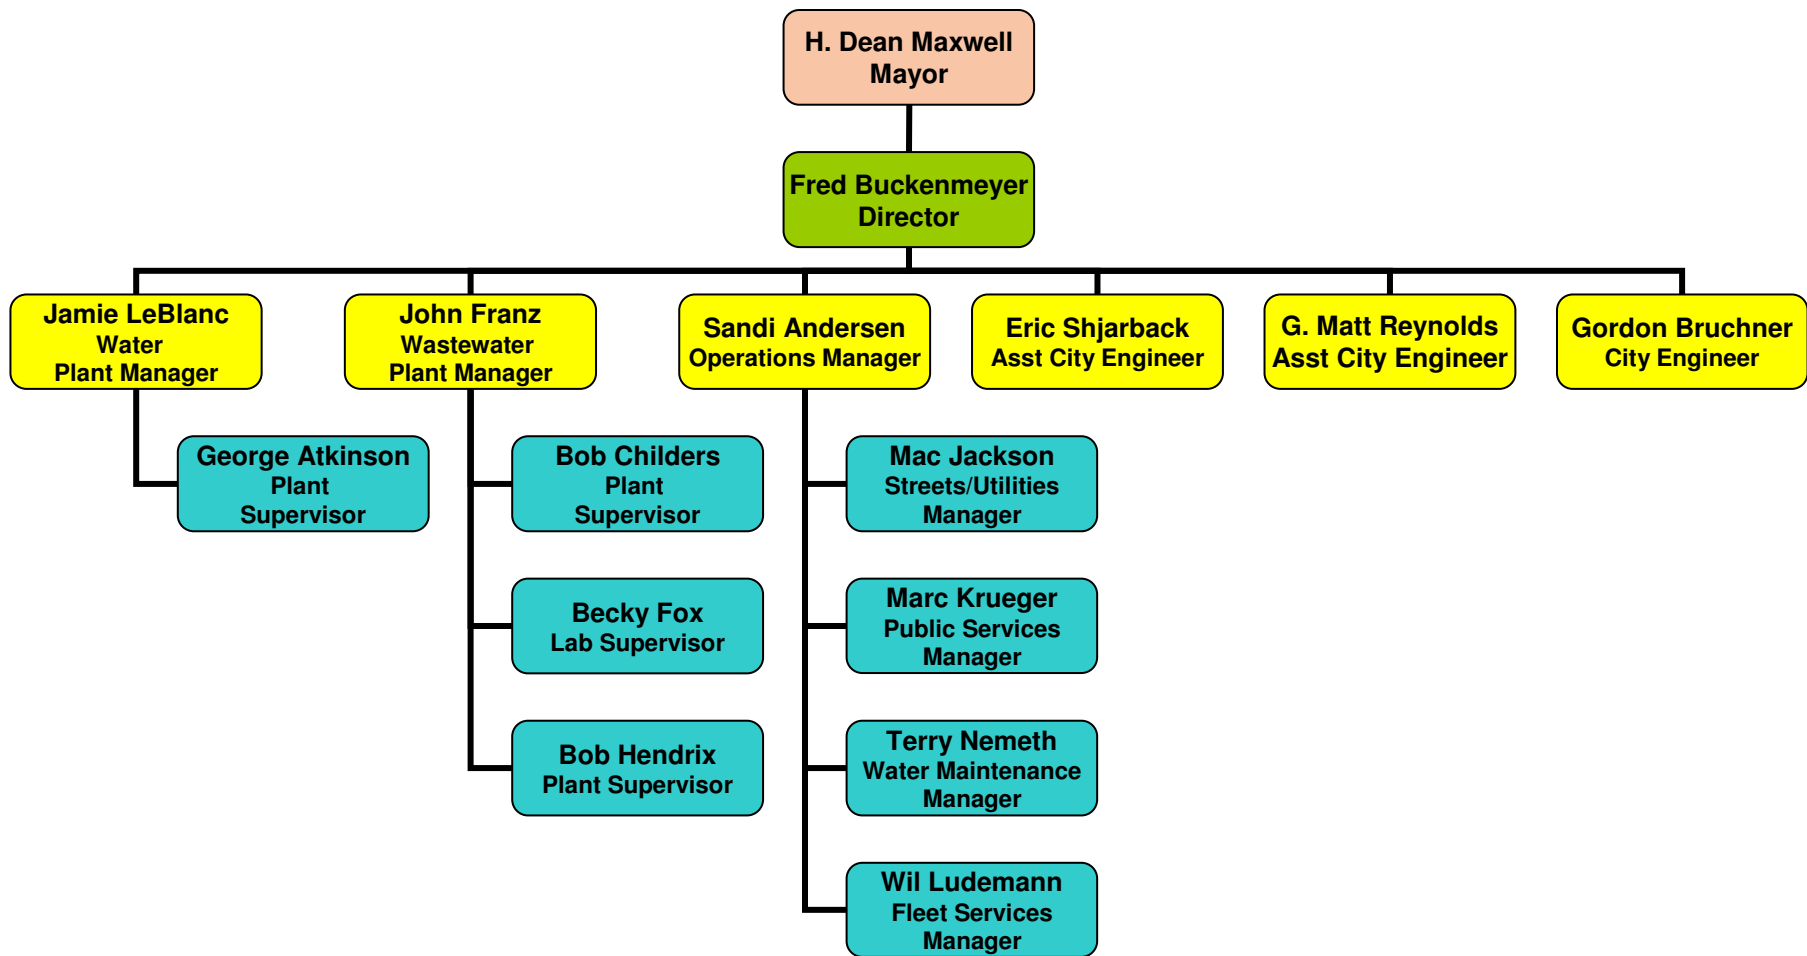 H. Dean Maxwell
Mayor
Fred Buckenmeyer
Director
Jamie LeBlanc
Water
Plant Manager
John Franz
Wastewater
Plant Manager
Sandi Andersen
Operations Manager
Eric Shjarback
Asst City Engineer
G. Matt Reynolds
Asst City Engineer
Gordon Bruchner
City Engineer
George Atkinson
Plant
Supervisor
Bob Childers
Plant
Supervisor
Mac Jackson
Streets/Utilities
Manager
Becky Fox
Lab Supervisor
Marc Krueger
Public Services
Manager
Bob Hendrix
Plant Supervisor
Terry Nemeth
Water Maintenance
Manager
Wil Ludemann
Fleet Services
Manager